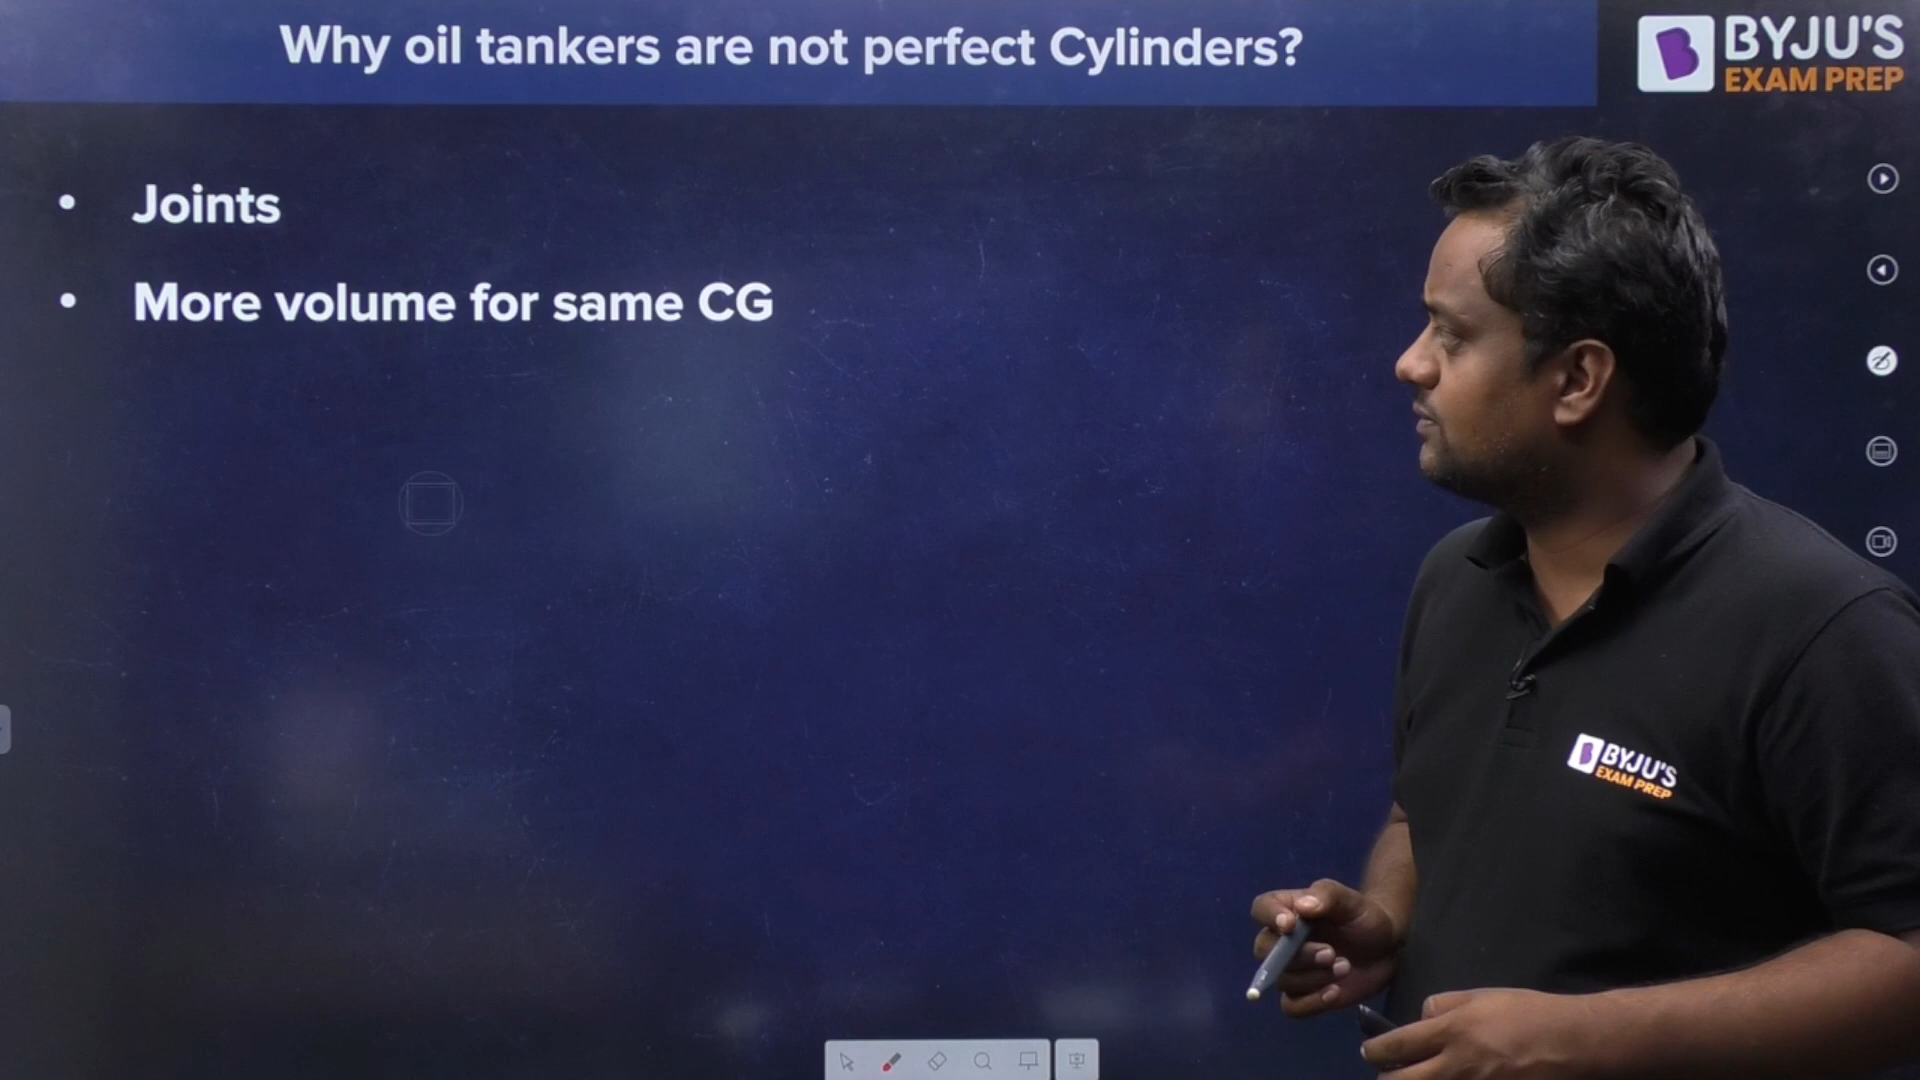 Why oil tankers are not perfect Cylinders?
BYJU'S
EXAM PREP
• Joints
• More volume for same CG
BYJU'S
EXAM PREP